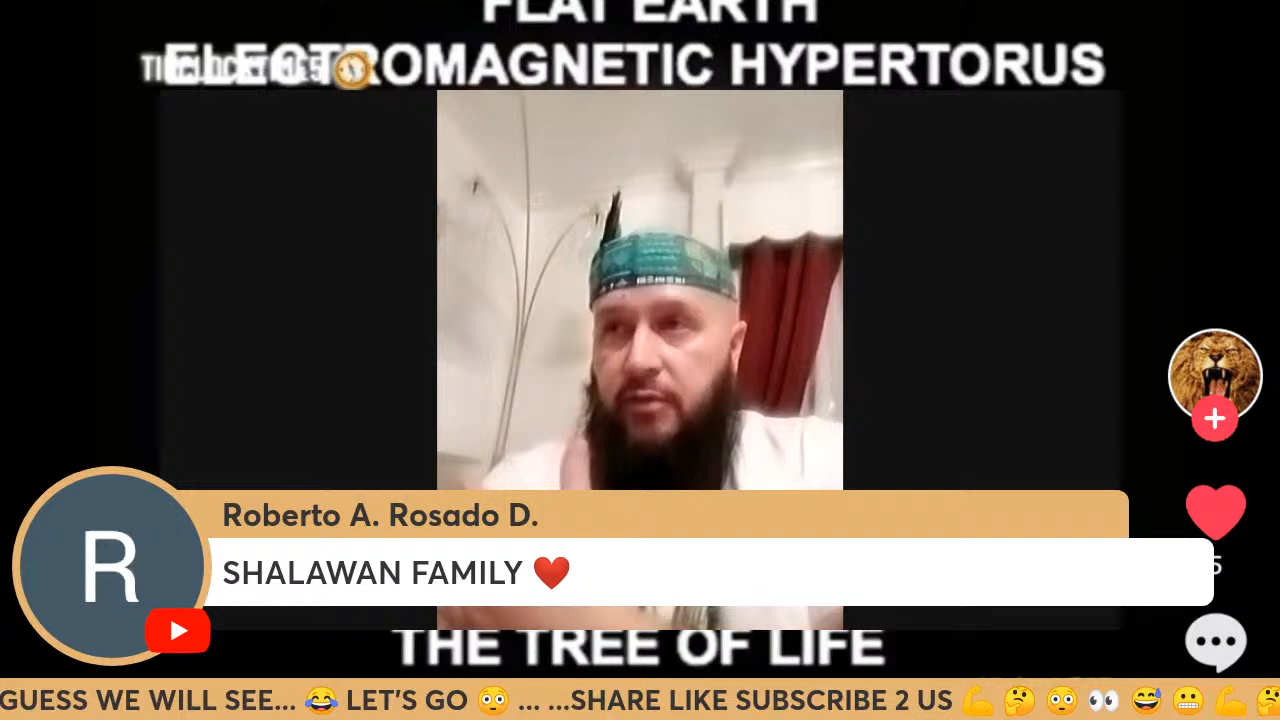 FLAT EARTH
ELECTROMAGNETIC HYPERTORUS
R
Roberto A. Rosado D.
SHALAWAN FAMILY ❤️
5
THE TREE OF LIFE
GUESS WE WILL SEE... 😂 LET'S GO 😳 ... ...SHARE LIKE SUBSCRIBE 2 US 💪 🤔 😳 👀 😅 😬 💪 🤔